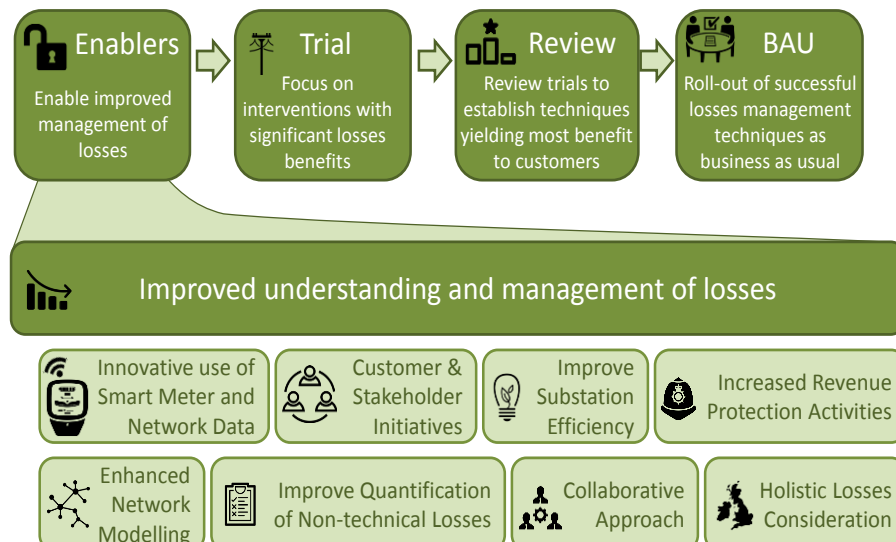 Enablers
Enable improved
management of
losses
Trial
Focus on
interventions with
significant losses
benefits
Review
Review trials to
establish techniques
yielding most benefit
to customers
BAU
Roll-out of successful
losses management
techniques as
business as usual
Improved understanding and management of losses
Innovative use of
Smart Meter and
Network Data
Customer &
Stakeholder
Initiatives
Improve
Substation
Efficiency
Increased Revenue
Protection Activities
Enhanced
Network
Modelling
Improve Quantification
of Non-technical Losses
Collaborative
Approach
Holistic Losses
Consideration